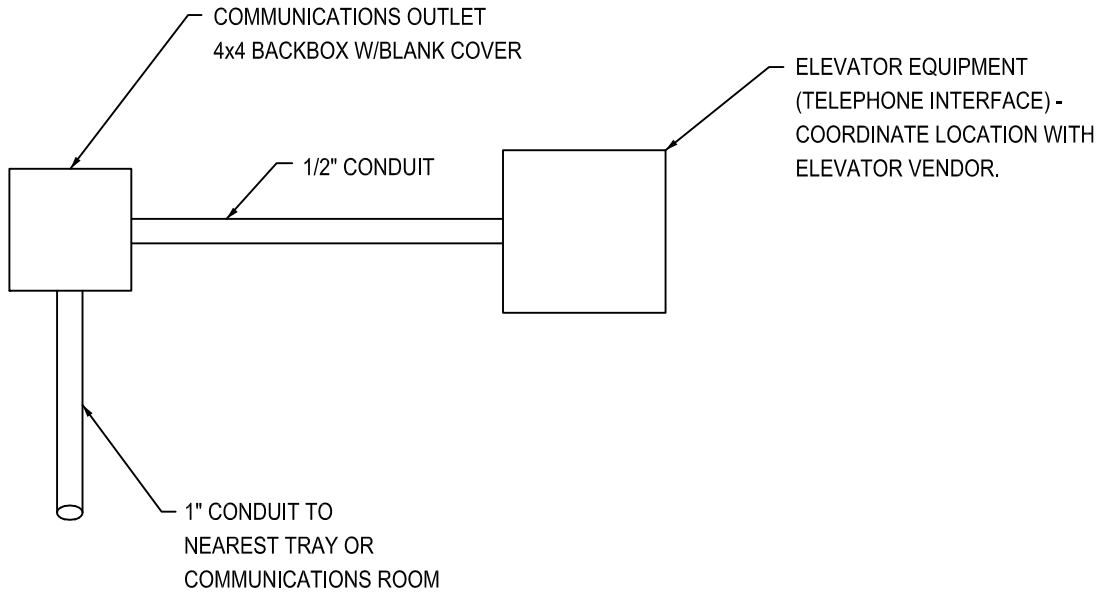 COMMUNICATIONS OUTLET
4x4 BACKBOX W/BLANK COVER
ELEVATOR EQUIPMENT
(TELEPHONE INTERFACE) -
COORDINATE LOCATION WITH
ELEVATOR VENDOR.
1/2" CONDUIT
1" CONDUIT TO
NEAREST TRAY OR
COMMUNICATIONS ROOM